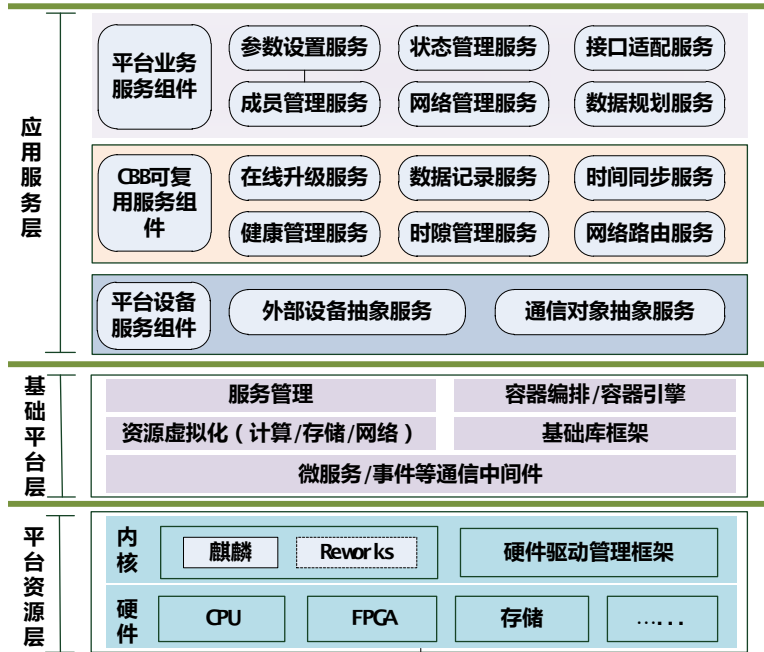 应用服务层
平台业务
服务组件
参数设置服务
状态管理服务
接口适配服务
成员管理服务
网络管理服务
数据规划服务
CBB可复
用服务组
件
在线升级服务
数据记录服务
时间同步服务
健康管理服务
时隙管理服务
网络路由服务
平台设备
服务组件
外部设备抽象服务
通信对象抽象服务
基础平台层
服务管理
容器编排/容器引擎
资源虚拟化（计算/存储/网络）
基础库框架
微服务/事件等通信中间件
平台资源层
内核
麒麟
Reworks
硬件驱动管理框架
硬件
CPU
FPGA
存储
......